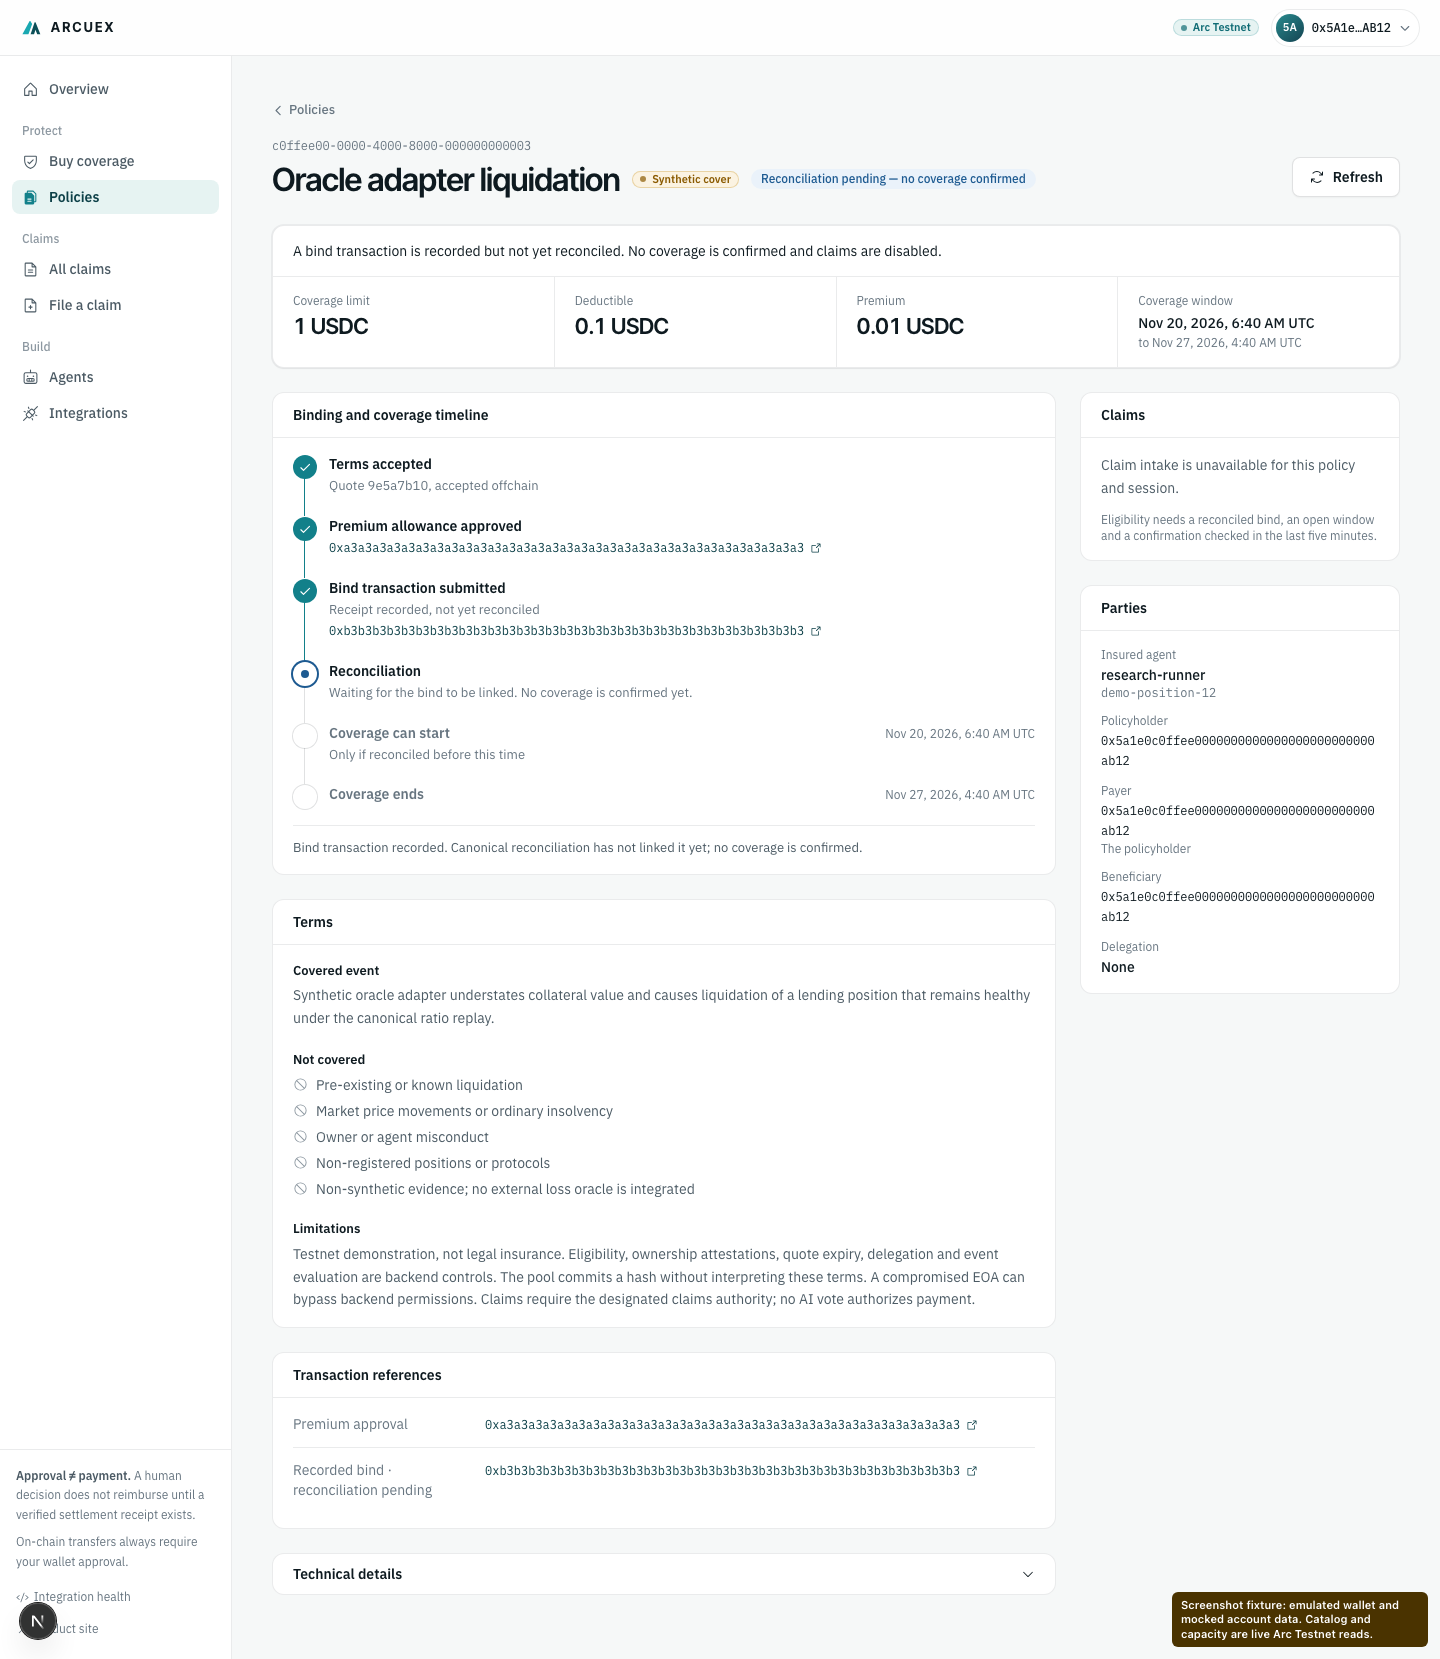 ARCUEX
Arc Testnet
5A
0x5A1e…AB12
Overview
Protect
Buy coverage
Policies
Claims
All claims
File a claim
Build
Agents
Integrations
Approval ≠ payment. A human
decision does not reimburse until a
verified settlement receipt exists.
On-chain transfers always require
your wallet approval.
Integration health
N
uct site
Policies
c0ffee00-0000-4000-8000-000000000003
Oracle adapter liquidation
Synthetic cover
Reconciliation pending — no coverage confirmed
Refresh
A bind transaction is recorded but not yet reconciled. No coverage is confirmed and claims are disabled.
Coverage limit
1 USDC
Deductible
0.1 USDC
Premium
0.01 USDC
Coverage window
Nov 20, 2026, 6:40 AM UTC
to Nov 27, 2026, 4:40 AM UTC
Binding and coverage timeline
Terms accepted
Quote 9e5a7b10, accepted offchain
Premium allowance approved
0xa3a3a3a3a3a3a3a3a3a3a3a3a3a3a3a3a3a3a3a3a3a3a3a3a3a3a3a3a3a3a3a3
Bind transaction submitted
Receipt recorded, not yet reconciled
0xb3b3b3b3b3b3b3b3b3b3b3b3b3b3b3b3b3b3b3b3b3b3b3b3b3b3b3b3b3b3b3b3
Reconciliation
Waiting for the bind to be linked. No coverage is confirmed yet.
Coverage can start
Nov 20, 2026, 6:40 AM UTC
Only if reconciled before this time
Coverage ends
Nov 27, 2026, 4:40 AM UTC
Bind transaction recorded. Canonical reconciliation has not linked it yet; no coverage is confirmed.
Terms
Covered event
Synthetic oracle adapter understates collateral value and causes liquidation of a lending position that remains healthy
under the canonical ratio replay.
Not covered
Pre-existing or known liquidation
Market price movements or ordinary insolvency
Owner or agent misconduct
Non-registered positions or protocols
Non-synthetic evidence; no external loss oracle is integrated
Limitations
Testnet demonstration, not legal insurance. Eligibility, ownership attestations, quote expiry, delegation and event
evaluation are backend controls. The pool commits a hash without interpreting these terms. A compromised EOA can
bypass backend permissions. Claims require the designated claims authority; no AI vote authorizes payment.
Transaction references
Premium approval
0xa3a3a3a3a3a3a3a3a3a3a3a3a3a3a3a3a3a3a3a3a3a3a3a3a3a3a3a3a3a3a3a3
Recorded bind ·
reconciliation pending
0xb3b3b3b3b3b3b3b3b3b3b3b3b3b3b3b3b3b3b3b3b3b3b3b3b3b3b3b3b3b3b3b3
Technical details
Claims
Claim intake is unavailable for this policy
and session.
Eligibility needs a reconciled bind, an open window
and a confirmation checked in the last five minutes.
Parties
Insured agent
research-runner
demo-position-12
Policyholder
0x5a1e0c0ffee0000000000000000000000000
ab12
Payer
0x5a1e0c0ffee0000000000000000000000000
ab12
The policyholder
Beneficiary
0x5a1e0c0ffee0000000000000000000000000
ab12
Delegation
None
Screenshot fixture: emulated wallet and
mocked account data. Catalog and
capacity are live Arc Testnet reads.